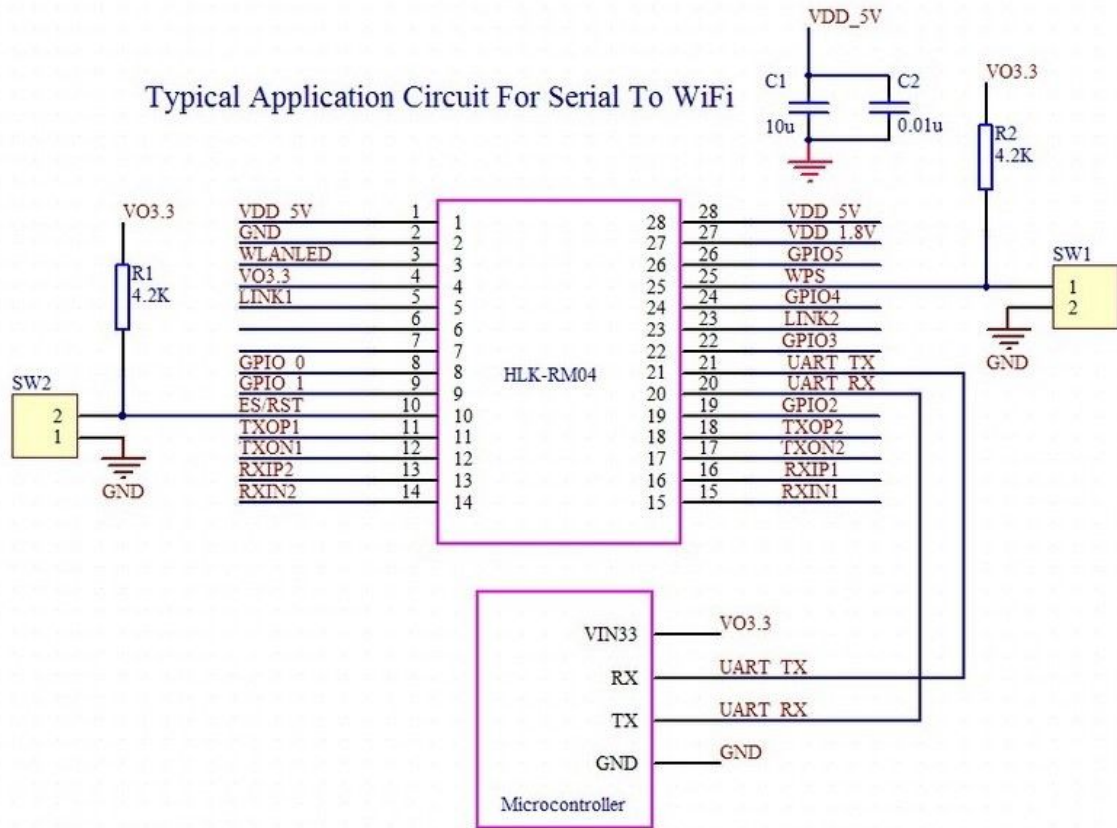 VDD_5V
Typical Application Circuit For Serial To WiFi
C1
10u
C2
0.01u
VO3.3
R2
4.2K
VO3.3
R1
4.2K
SW2
2
1
GND
VDD_5V 1 1
GND 2 2
WLANLED 3 3
VO3.3 4 4
LINK1 5 5
6 6
7 7
GPIO_0 8 8
GPIO_1 9 9
ES/RST 10 10
TXOP1 11 11
TXON1 12 12
RXIP2 13 13
RXIN2 14 14
HLK-RM04
28 28 VDD_5V
27 27 VDD_1.8V
26 26 GPIO5
25 25 WPS
24 24 GPIO4
23 23 LINK2
22 22 GPIO3
21 21 UART_TX
20 20 UART_RX
19 19 GPIO2
18 18 TXOP2
17 17 TXON2
16 16 RXIP1
15 15 RXIN1
SW1
1
2
GND
VIN33 VO3.3
RX UART_TX
TX UART_RX
GND GND
Microcontroller